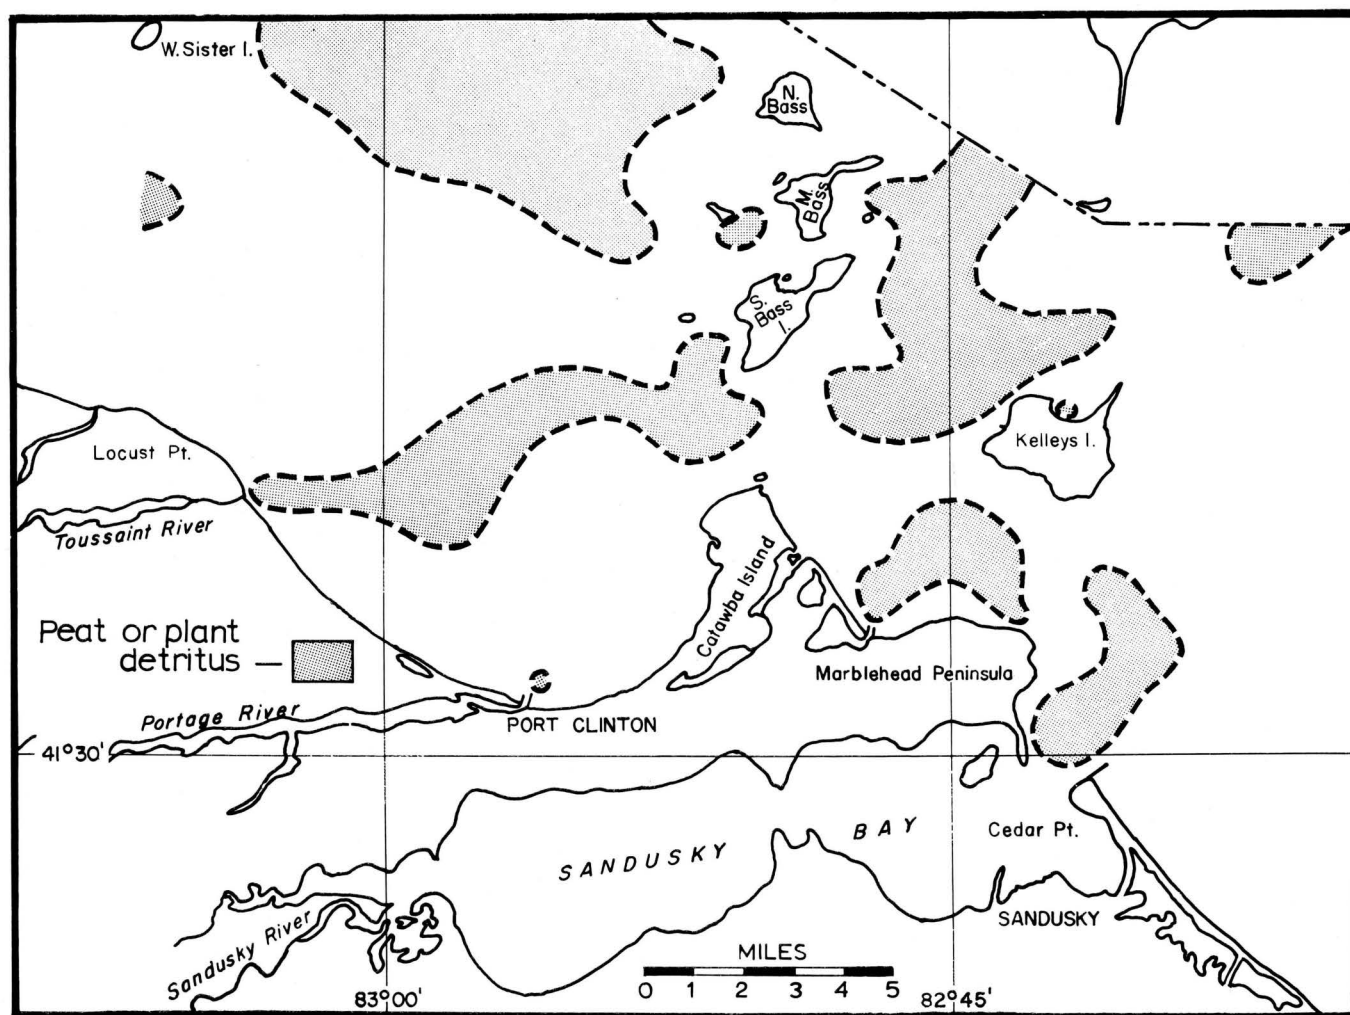 W. Sister I.
N.
Bass
M.
Bass
S.
Bass
I.
Locust Pt.
Kelleys I.
Toussaint River
Catawba Island
Peat or plant
detritus
Marblehead Peninsula
Portage River
PORT CLINTON
41°30'
SANDUSKY BAY
Cedar Pt.
SANDUSKY
Sandusky River
MILES
0 1 2 3 4 5
83°00'
82°45'